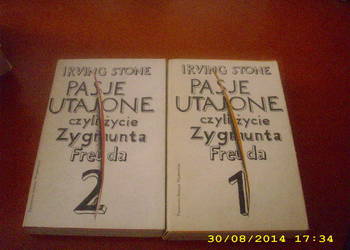 IRVING STONE
PASJE
UTAJONE
czyli życie
Zygmunta
Freuda
2
IRVING STONE
PASJE
UTAJONE
czyli życie
Zygmunta
Freuda
1
30/08/2014 17:34